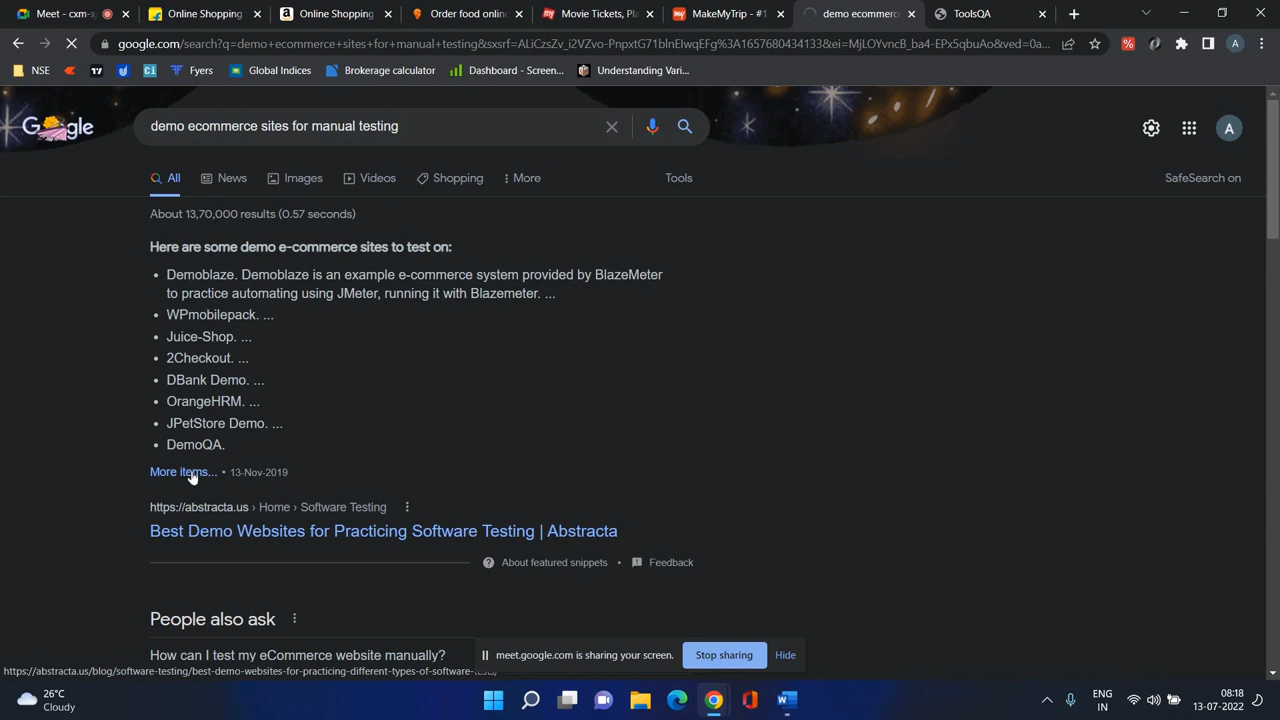 Meet - cxm-x
Online Shopping
Online Shopping
Order food online
Movie Tickets, Pla
MakeMyTrip - #1
demo ecommerc
ToolsQA
google.com/search?q=demo+ecommerce+sites+for+manual+testing&sxsrf=ALiCzsZv_i2VZvo-PnpxtG71blnEIwqEFg%3A1657680434133&ei=MjLOYvncB_ba4-EPx5qbuAo&ved=0a...
NSE
Fyers
Global Indices
Brokerage calculator
Dashboard - Screen...
Understanding Vari...
Google
demo ecommerce sites for manual testing
A
All
News
Images
Videos
Shopping
More
Tools
SafeSearch on
About 13,70,000 results (0.57 seconds)
Here are some demo e-commerce sites to test on:
• Demoblaze. Demoblaze is an example e-commerce system provided by BlazeMeter
to practice automating using JMeter, running it with Blazemeter. ...
• WPmobilepack. ...
• Juice-Shop. ...
• 2Checkout. ...
• DBank Demo. ...
• OrangeHRM. ...
• JPetStore Demo. ...
• DemoQA.
More items... • 13-Nov-2019
https://abstracta.us › Home › Software Testing
Best Demo Websites for Practicing Software Testing | Abstracta
About featured snippets • Feedback
People also ask
How can I test my eCommerce website manually?
meet.google.com is sharing your screen.
Stop sharing
Hide
https://abstracta.us/blog/software-testing/best-demo-websites-for-practicing-different-types-of-software-tests/
26°C
Cloudy
ENG
IN
08:18
13-07-2022